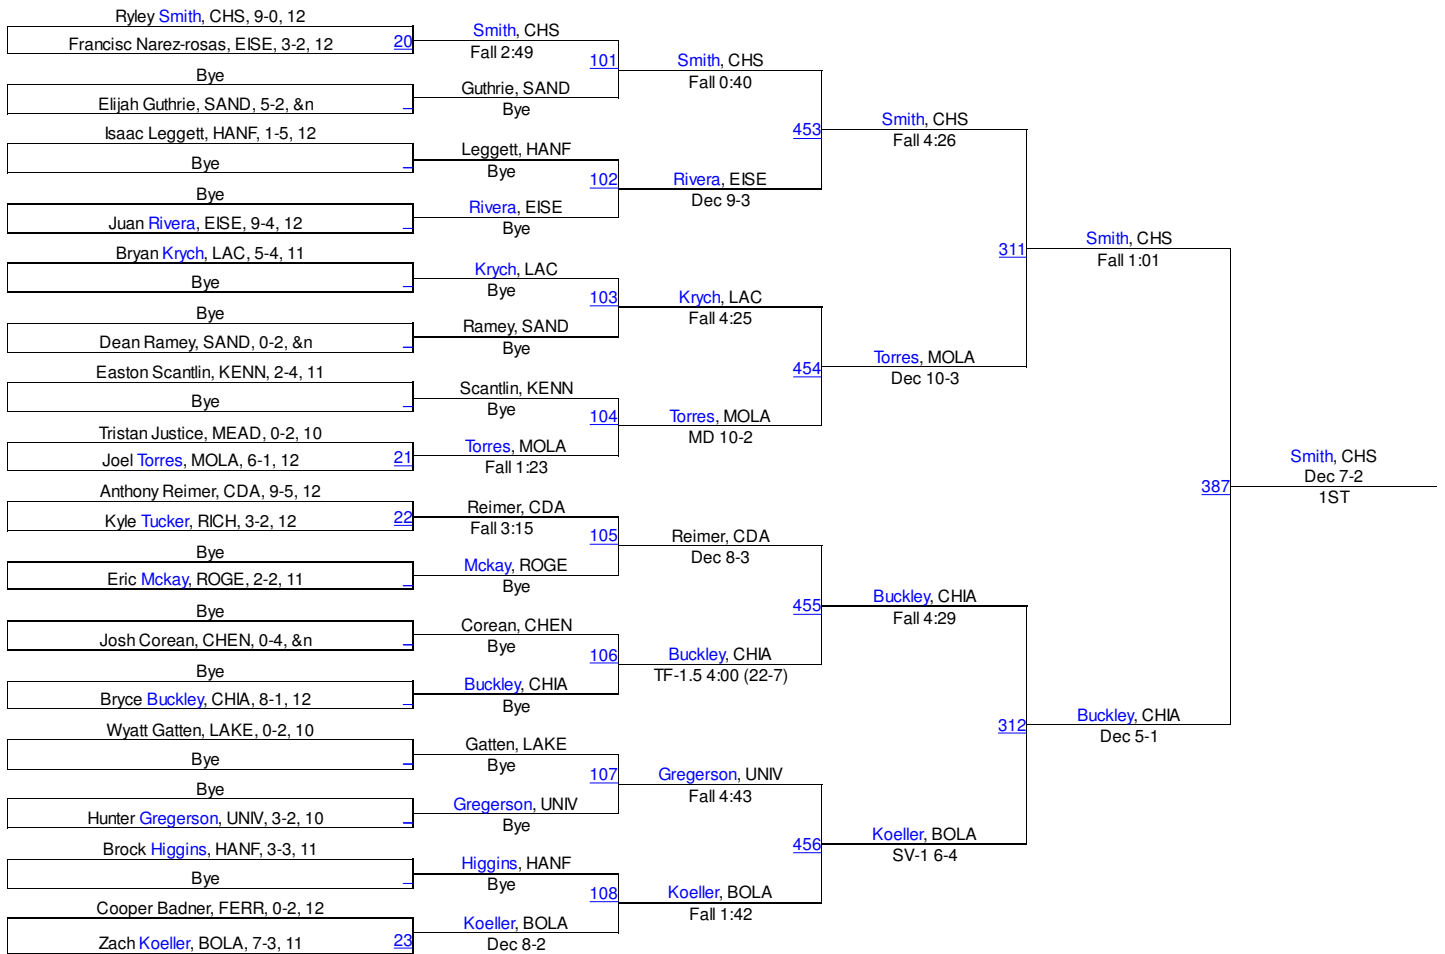 Ryley Smith, CHS, 9-0, 12
Francisc Narez-rosas, EISE, 3-2, 12
20
Bye
Elijah Guthrie, SAND, 5-2, &n
Isaac Leggett, HANF, 1-5, 12
Bye
Bye
Juan Rivera, EISE, 9-4, 12
Bryan Krych, LAC, 5-4, 11
Bye
Bye
Dean Ramey, SAND, 0-2, &n
Easton Scantlin, KENN, 2-4, 11
Bye
Tristan Justice, MEAD, 0-2, 10
Joel Torres, MOLA, 6-1, 12
21
Anthony Reimer, CDA, 9-5, 12
Kyle Tucker, RICH, 3-2, 12
22
Bye
Eric Mckay, ROGE, 2-2, 11
Bye
Josh Corean, CHEN, 0-4, &n
Bye
Bryce Buckley, CHIA, 8-1, 12
Wyatt Gatten, LAKE, 0-2, 10
Bye
Bye
Hunter Gregerson, UNIV, 3-2, 10
Brock Higgins, HANF, 3-3, 11
Bye
Cooper Badner, FERR, 0-2, 12
Zach Koeller, BOLA, 7-3, 11
23
Smith, CHS
Fall 2:49
101
Guthrie, SAND
Bye
Leggett, HANF
Bye
102
Rivera, EISE
Bye
Krych, LAC
Bye
103
Ramey, SAND
Bye
Scantlin, KENN
Bye
104
Torres, MOLA
Fall 1:23
Reimer, CDA
Fall 3:15
105
Mckay, ROGE
Bye
Corean, CHEN
Bye
106
Buckley, CHIA
Bye
Gatten, LAKE
Bye
107
Gregerson, UNIV
Bye
Higgins, HANF
Bye
108
Koeller, BOLA
Dec 8-2
Smith, CHS
Fall 0:40
453
Rivera, EISE
Dec 9-3
Krych, LAC
Fall 4:25
454
Torres, MOLA
MD 10-2
Reimer, CDA
Dec 8-3
455
Buckley, CHIA
TF-1.5 4:00 (22-7)
Gregerson, UNIV
Fall 4:43
456
Koeller, BOLA
Fall 1:42
Smith, CHS
Fall 4:26
311
Torres, MOLA
Dec 10-3
Buckley, CHIA
Fall 4:29
312
Koeller, BOLA
SV-1 6-4
Smith, CHS
Fall 1:01
387
Buckley, CHIA
Dec 5-1
Smith, CHS
Dec 7-2
1ST